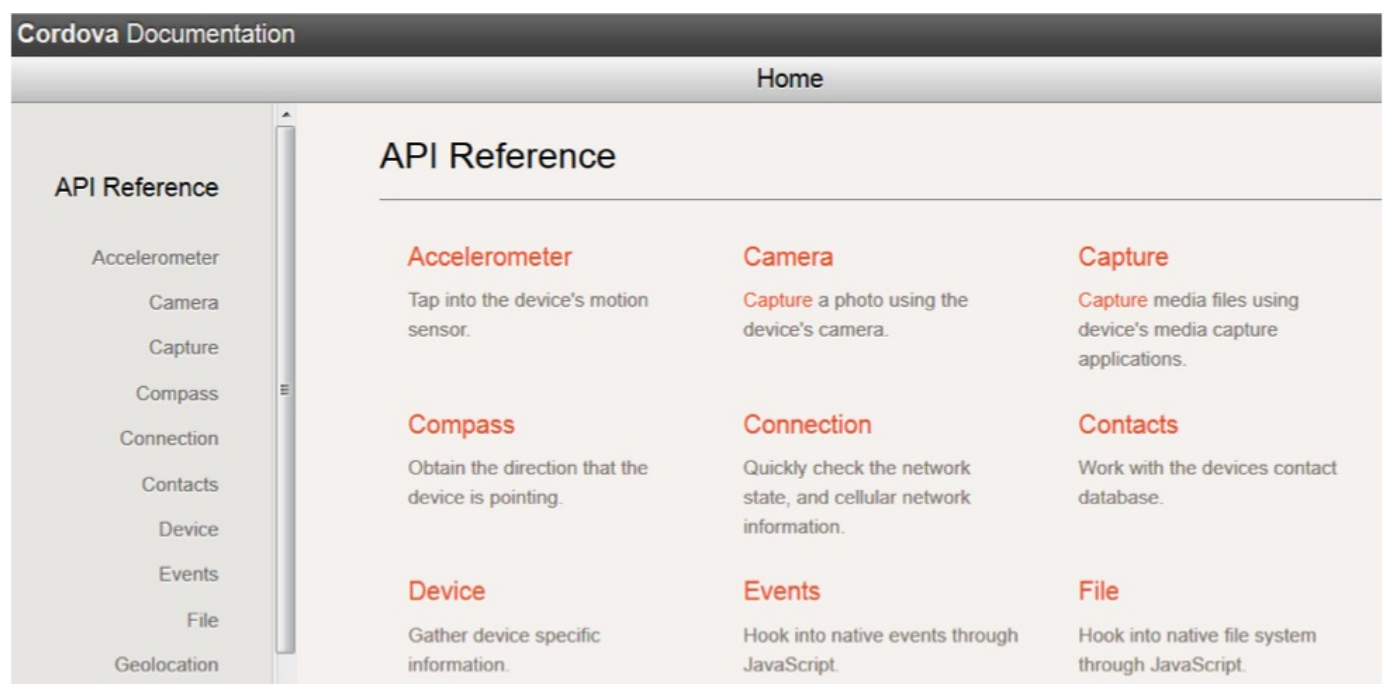 Cordova Documentation
Home
API Reference
Accelerometer
Camera
Capture
Compass
Connection
Contacts
Device
Events
File
Geolocation
API Reference
Accelerometer
Tap into the device's motion
sensor.
Camera
Capture a photo using the
device's camera.
Capture
Capture media files using
device's media capture
applications.
Compass
Obtain the direction that the
device is pointing.
Connection
Quickly check the network
state, and cellular network
information.
Contacts
Work with the devices contact
database.
Device
Gather device specific
information.
Events
Hook into native events through
JavaScript.
File
Hook into native file system
through JavaScript.